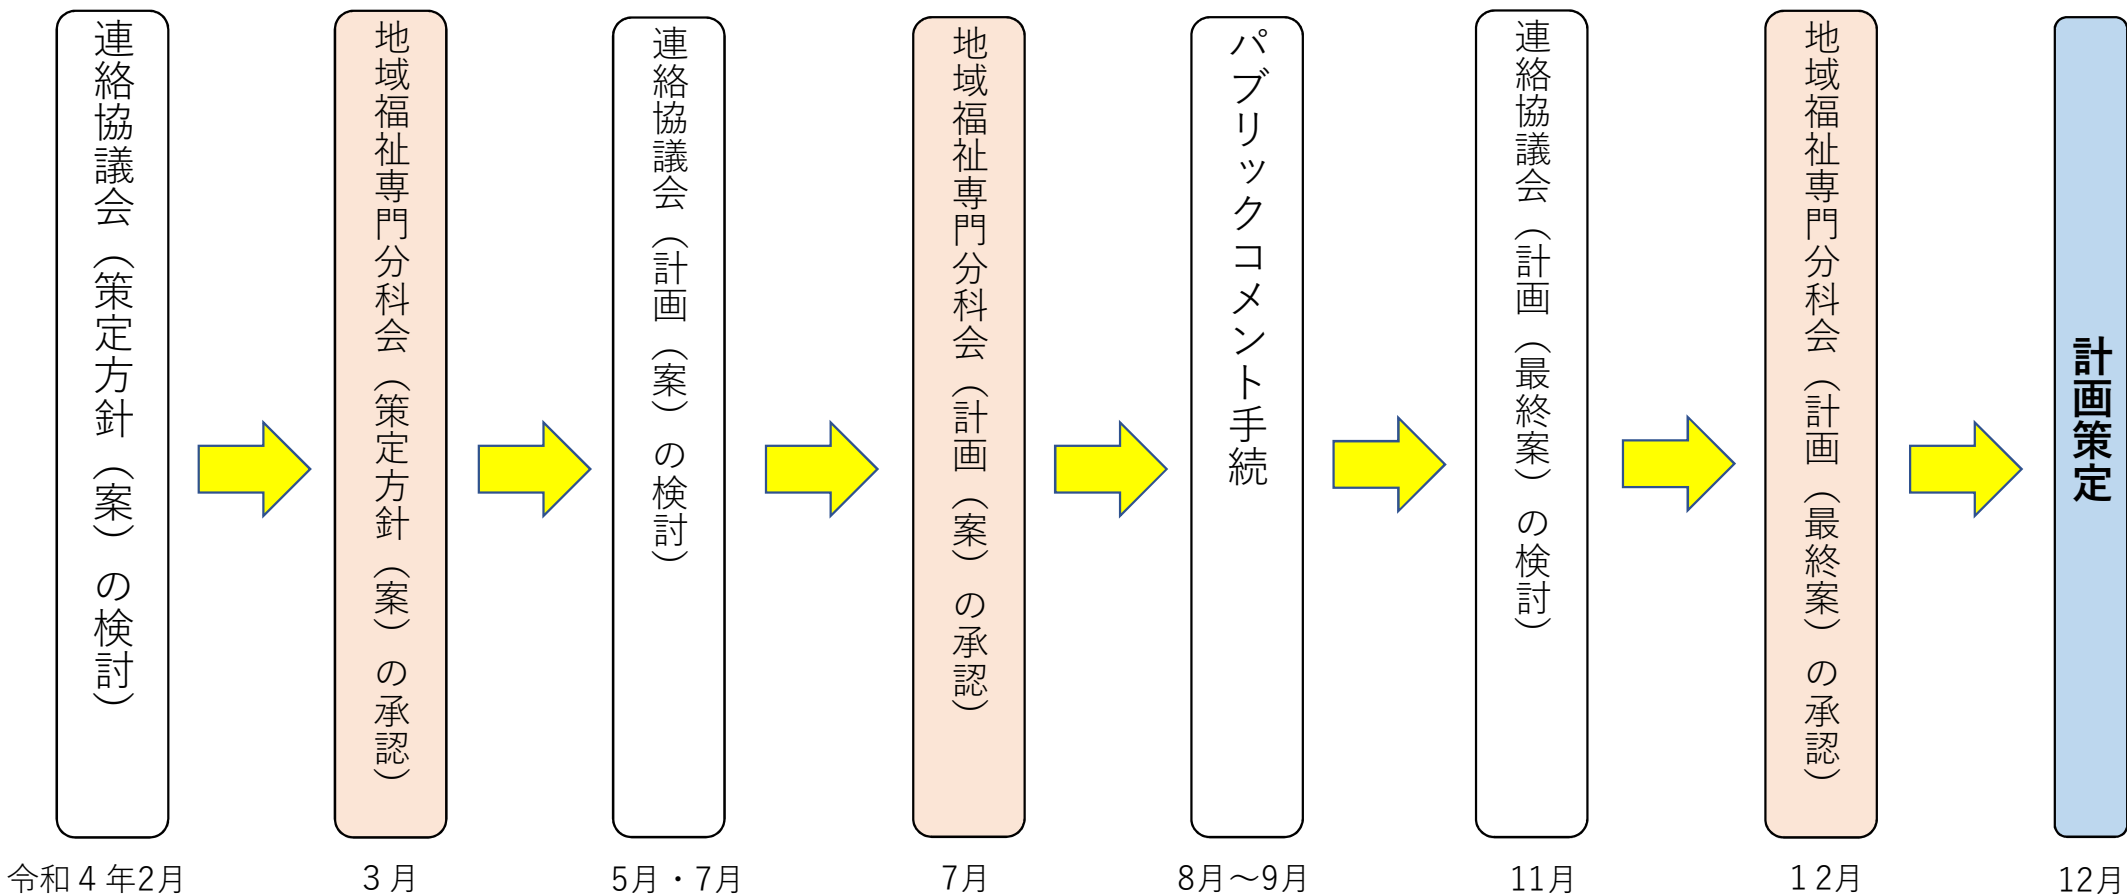 連絡協議会（策定方針（案）の検討）
地域福祉専門分科会（策定方針（案）の承認）
連絡協議会（計画（案）の検討）
地域福祉専門分科会（計画（案）の承認）
パブリックコメント手続
連絡協議会（計画（最終案）の検討）
地域福祉専門分科会（計画（最終案）の承認）
計画策定
令和４年2月
３月
5月・7月
7月
8月～9月
11月
１2月
12月